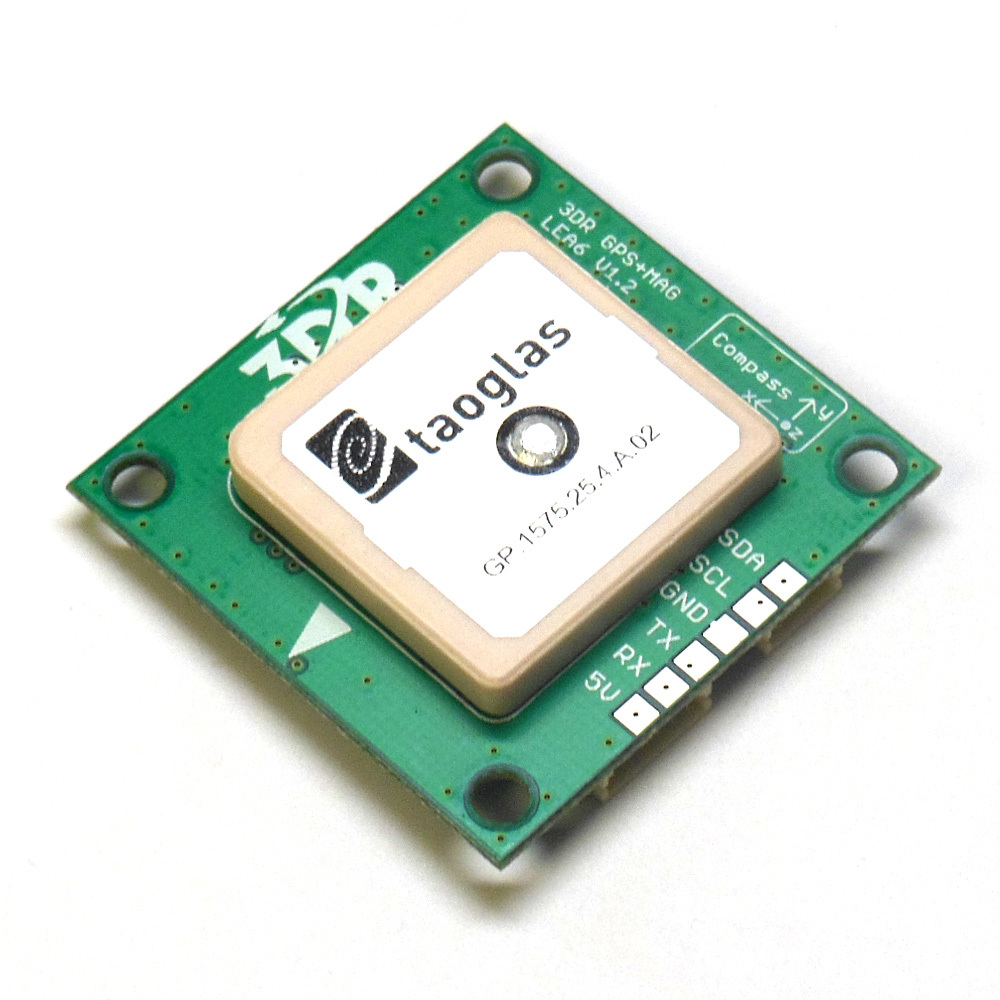 3DR GPS+MAG
LEA6 V1.2
3DR
Compass
y
x
z
taoglas
GP.1575.25.4.A.02
SDA
SCL
GND
TX
RX
5V